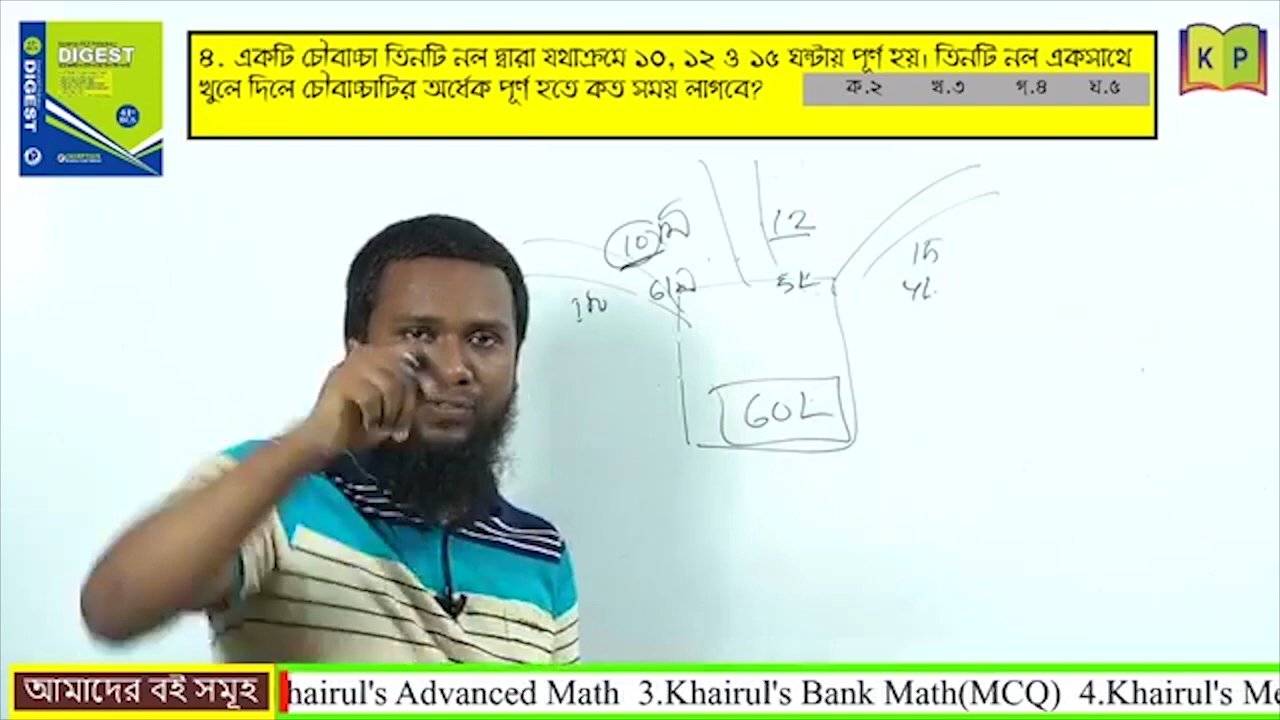 DIGEST
DIGEST
৪. একটি চৌবাচ্চা তিনটি নল দ্বারা যথাক্রমে ১০, ১২ ও ১৫ ঘন্টায় পূর্ণ হয়। তিনটি নল একসাথে
খুলে দিলে চৌবাচ্চাটির অর্ধেক পূর্ণ হতে কত সময় লাগবে?
ক.২ খ.৩ গ.৪ ঘ.৫
K P
10
12
15
5L
4L
60L
আমাদের বই সমূহ
hairul's Advanced Math 3.Khairul's Bank Math(MCQ) 4.Khairul's Me